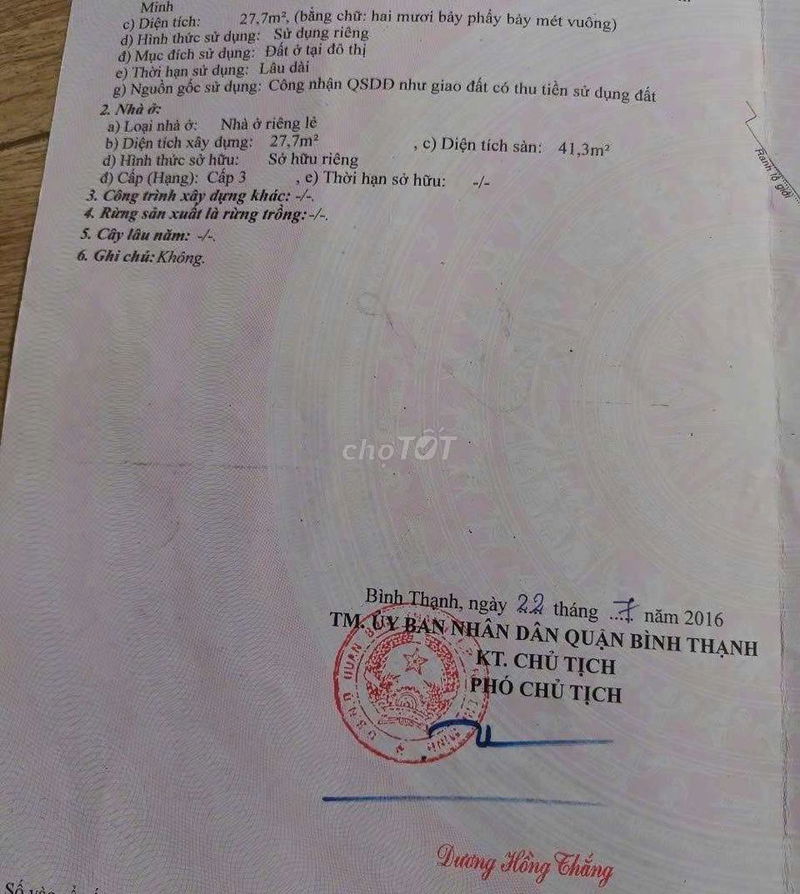 Minh
c) Diện tích: 27,7m², (bằng chữ: hai mươi bảy phẩy bảy mét vuông)
d) Hình thức sử dụng: Sử dụng riêng
đ) Mục đích sử dụng: Đất ở tại đô thị
e) Thời hạn sử dụng: Lâu dài
g) Nguồn gốc sử dụng: Công nhận QSDĐ như giao đất có thu tiền sử dụng đất
2. Nhà ở:
a) Loại nhà ở: Nhà ở riêng lẻ
b) Diện tích xây dựng: 27,7m² , c) Diện tích sàn: 41,3m²
d) Hình thức sở hữu: Sở hữu riêng
đ) Cấp (Hạng): Cấp 3 , e) Thời hạn sở hữu: -/-
3. Công trình xây dựng khác: -/-.
4. Rừng sản xuất là rừng trồng: -/-.
5. Cây lâu năm: -/-.
6. Ghi chú: Không.
Ranh lộ giới
chợTỐT
Bình Thạnh, ngày 22 tháng ...7 năm 2016
TM. ỦY BAN NHÂN DÂN QUẬN BÌNH THẠNH
KT. CHỦ TỊCH
PHÓ CHỦ TỊCH
Dương Hồng Thắng